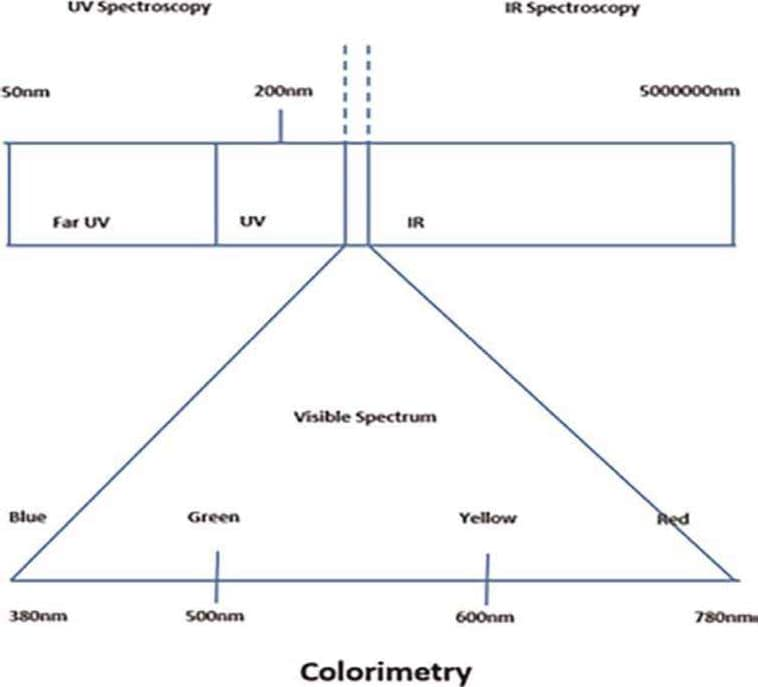 UV Spectroscopy IR Spectroscopy
50nm 200nm 5000000nm
Far UV UV IR
Visible Spectrum
Blue Green Yellow Red
380nm 500nm 600nm 780nm
Colorimetry